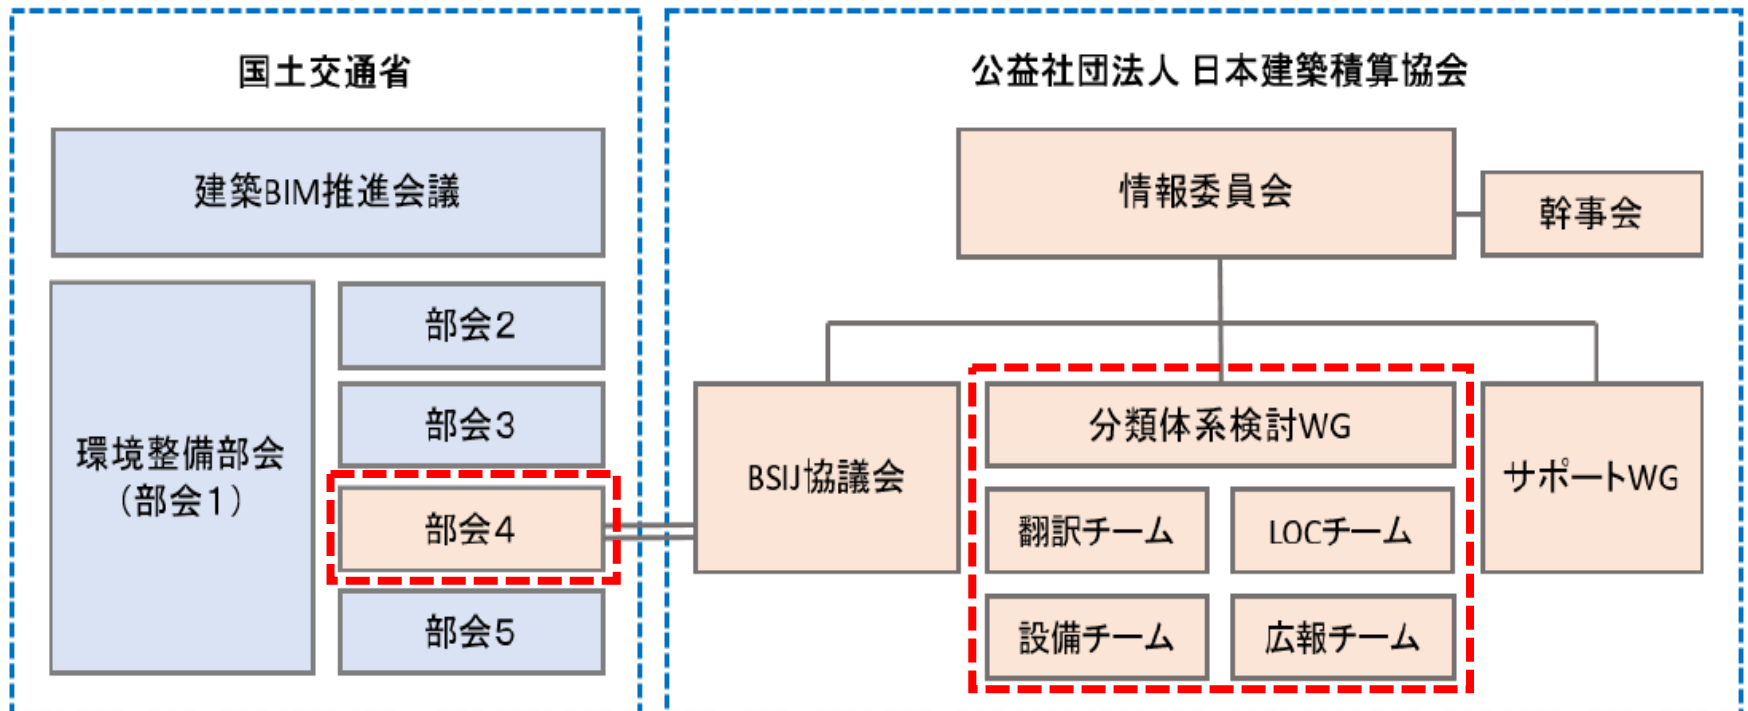 国土交通省
建築BIM推進会議
環境整備部会
（部会１）
部会２
部会３
部会４
部会５
公益社団法人 日本建築積算協会
情報委員会
幹事会
BSIJ協議会
分類体系検討WG
翻訳チーム
LOCチーム
設備チーム
広報チーム
サポートWG